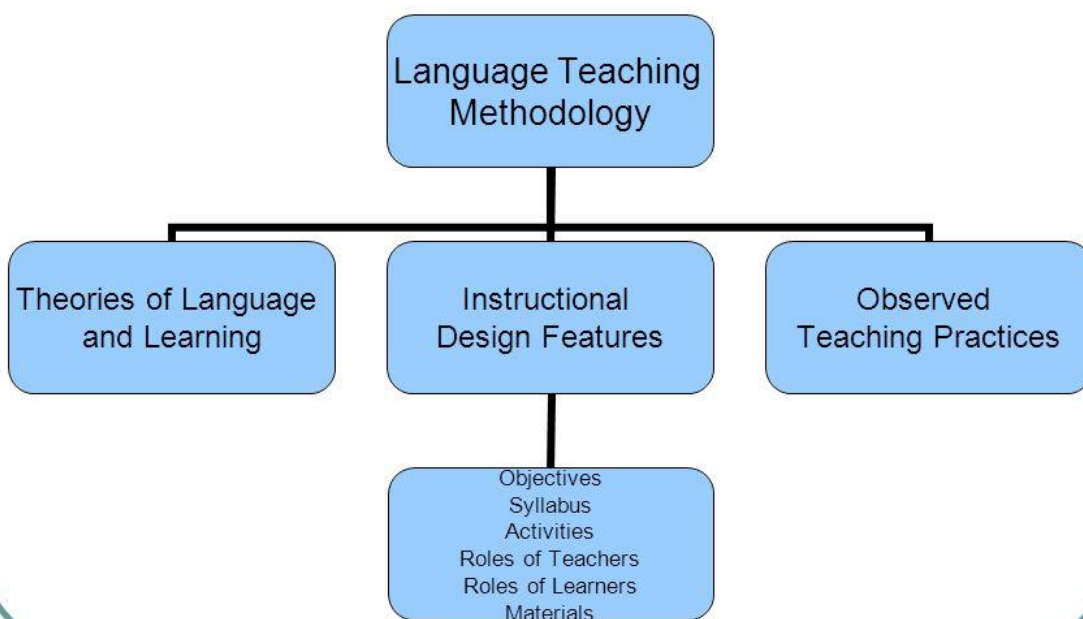 Language Teaching
Methodology
Theories of Language
and Learning
Instructional
Design Features
Observed
Teaching Practices
Objectives
Syllabus
Activities
Roles of Teachers
Roles of Learners
Materials